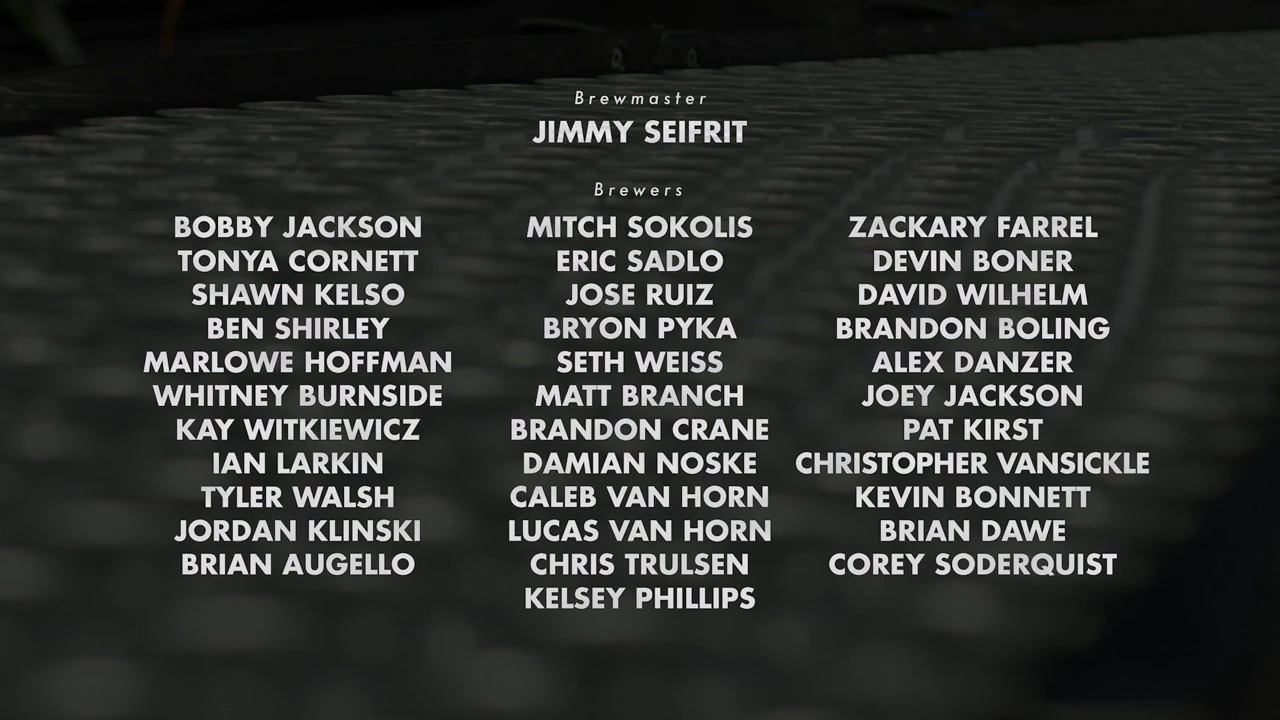 Brewmaster
JIMMY SEIFRIT
Brewers
BOBBY JACKSON
TONYA CORNETT
SHAWN KELSO
BEN SHIRLEY
MARLOWE HOFFMAN
WHITNEY BURNSIDE
KAY WITKIEWICZ
IAN LARKIN
TYLER WALSH
JORDAN KLINSKI
BRIAN AUGELLO
MITCH SOKOLIS
ERIC SADLO
JOSE RUIZ
BRYON PYKA
SETH WEISS
MATT BRANCH
BRANDON CRANE
DAMIAN NOSKE
CALEB VAN HORN
LUCAS VAN HORN
CHRIS TRULSEN
KELSEY PHILLIPS
ZACKARY FARREL
DEVIN BONER
DAVID WILHELM
BRANDON BOLING
ALEX DANZER
JOEY JACKSON
PAT KIRST
CHRISTOPHER VANSICKLE
KEVIN BONNETT
BRIAN DAWE
COREY SODERQUIST